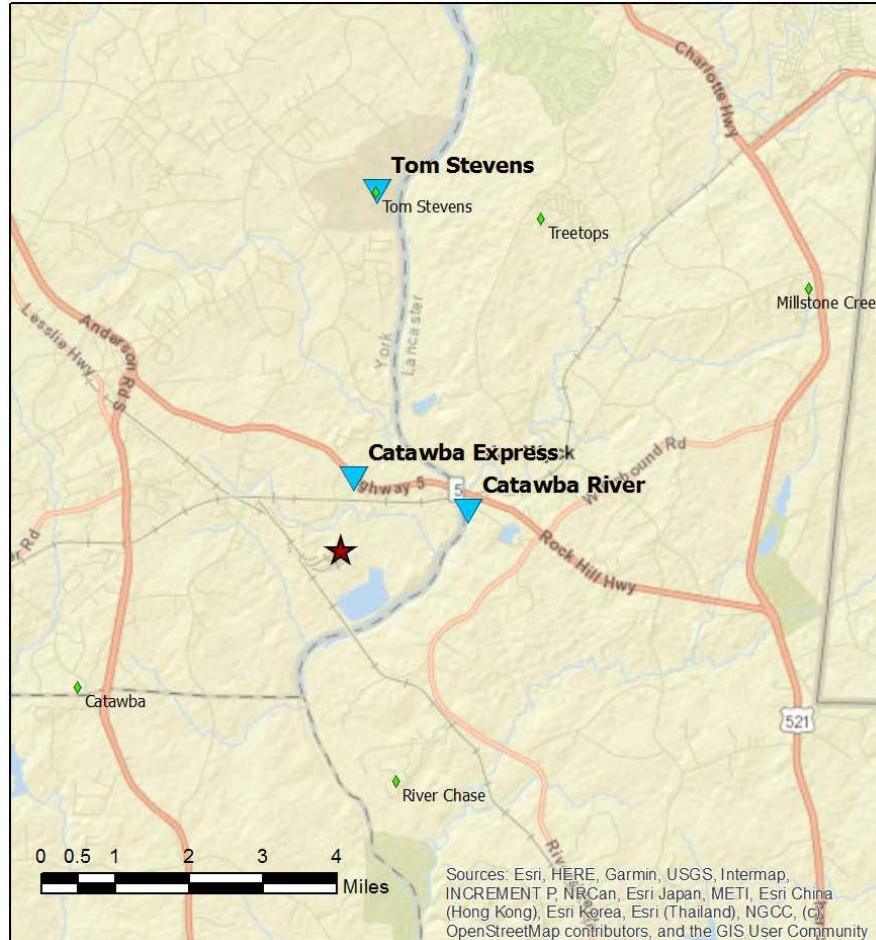 Charlotte Hwy
Tom Stevens
Tom Stevens
Treetops
Millstone Cree
York
Lancaster
Lesslie Hwy
Anderson Rd S
Catawba Express
ghway 5
5
Catawba River
Rd
Rock Hill Hwy
er Rd
Catawba
521
River Chase
0 0.5 1 2 3 4
Miles
Sources: Esri, HERE, Garmin, USGS, Intermap,
INCREMENT P, NRCan, Esri Japan, METI, Esri China
(Hong Kong), Esri Korea, Esri (Thailand), NGCC, (c)
OpenStreetMap contributors, and the GIS User Community